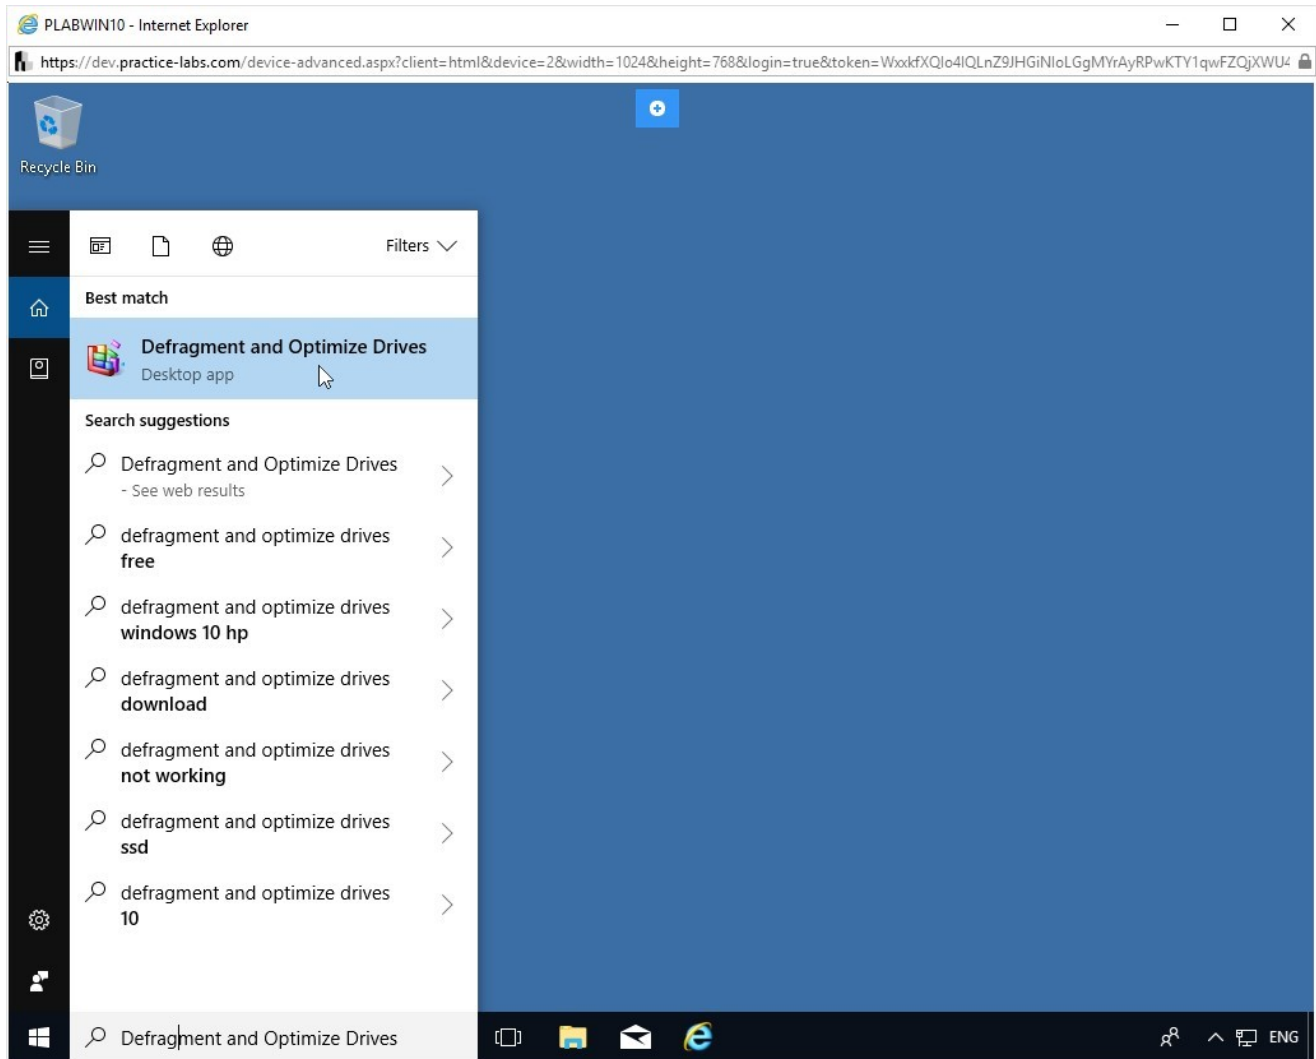 PLABWIN10 - Internet Explorer
https://dev.practice-labs.com/device-advanced.aspx?client=html&device=2&width=1024&height=768&login=true&token=
Recycle Bin
Filters
Best match
Defragment and Optimize Drives
Desktop app
Search suggestions
Defragment and Optimize Drives
- See web results
defragment and optimize drives
free
defragment and optimize drives
windows 10 hp
defragment and optimize drives
download
defragment and optimize drives
not working
defragment and optimize drives
ssd
defragment and optimize drives
10
Defragment and Optimize Drives
ENG